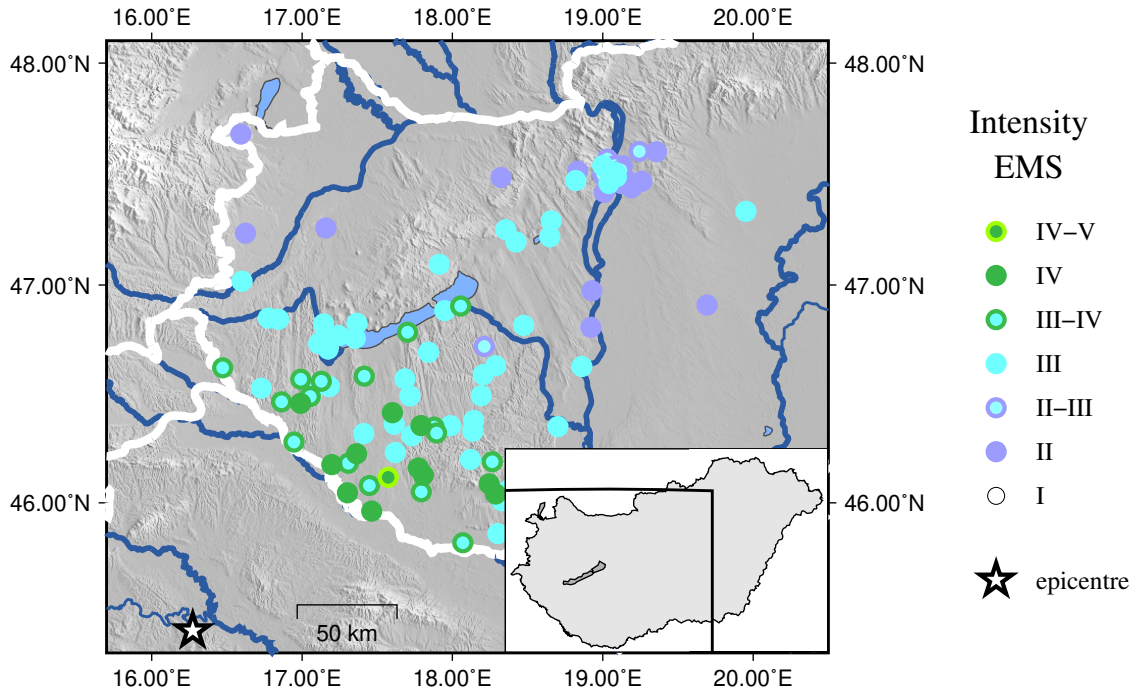 16.00˚E 17.00˚E 18.00˚E 19.00˚E 20.00˚E
48.00˚N 48.00˚N
47.00˚N 47.00˚N
46.00˚N 46.00˚N
50 km
16.00˚E 17.00˚E 18.00˚E 19.00˚E 20.00˚E
Intensity
EMS
IV−V
IV
III−IV
III
II−III
II
I
epicentre